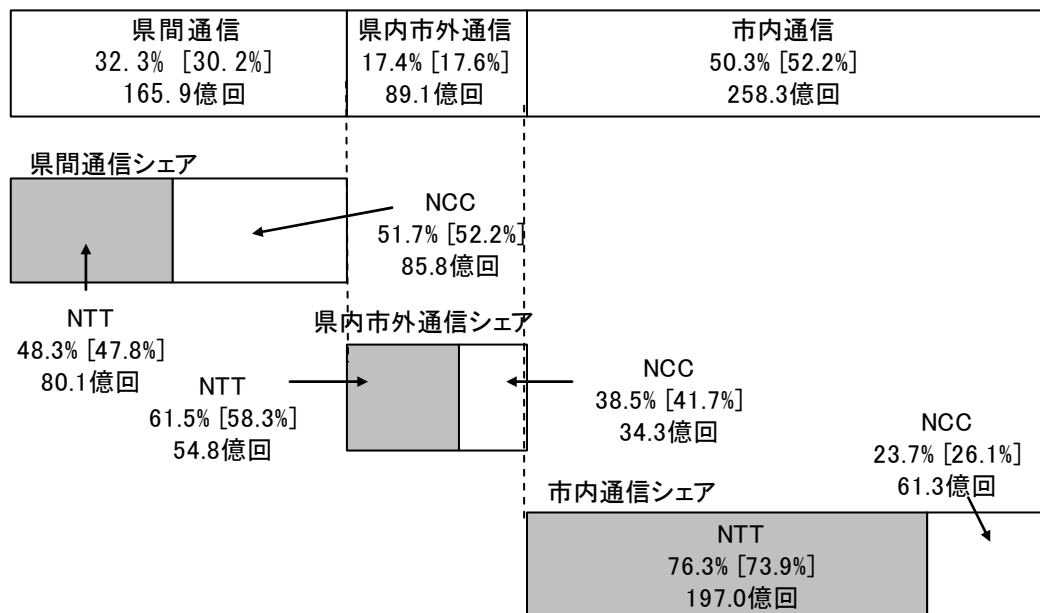 県間通信
32.3% [30.2%]
165.9億回
県内市外通信
17.4% [17.6%]
89.1億回
市内通信
50.3% [52.2%]
258.3億回
県間通信シェア
NCC
51.7% [52.2%]
85.8億回
NTT
48.3% [47.8%]
80.1億回
県内市外通信シェア
NTT
61.5% [58.3%]
54.8億回
NCC
38.5% [41.7%]
34.3億回
NCC
23.7% [26.1%]
61.3億回
市内通信シェア
NTT
76.3% [73.9%]
197.0億回